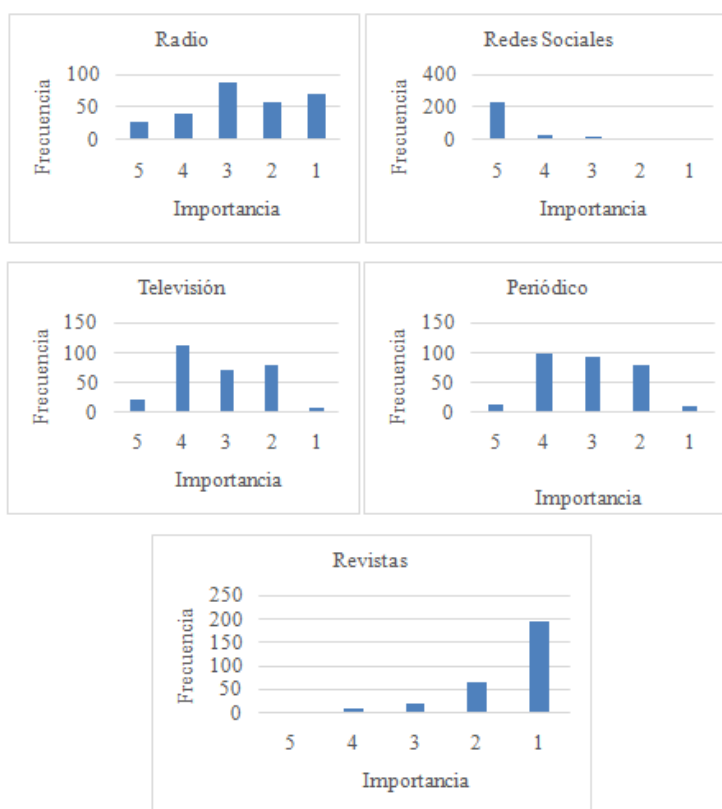 Radio
Frecuencia
100
50
0
5 4 3 2 1
Importancia
Redes Sociales
Frecuencia
400
200
0
5 4 3 2 1
Importancia
Televisión
Frecuencia
150
100
50
0
5 4 3 2 1
Importancia
Periódico
Frecuencia
150
100
50
0
5 4 3 2 1
Importancia
Revistas
Frecuencia
250
200
150
100
50
0
5 4 3 2 1
Importancia